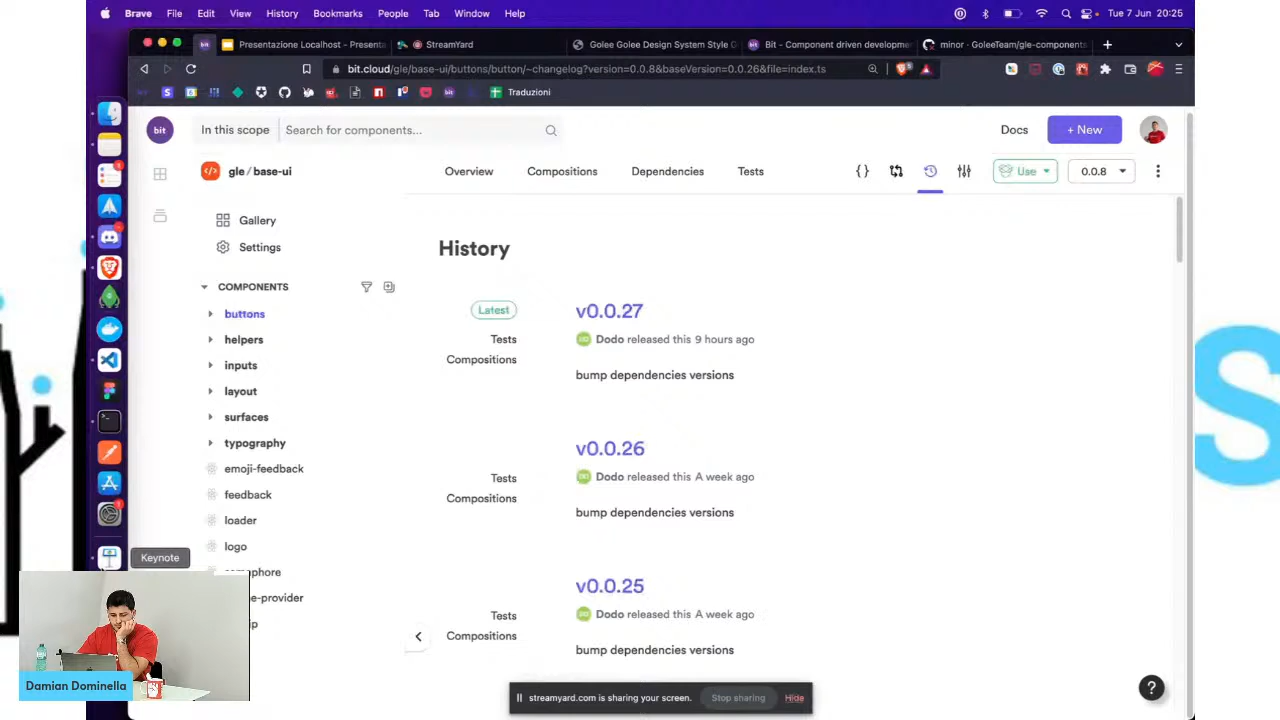 Brave File Edit View History Bookmarks People Tab Window Help Tue 7 Jun 20:25
bit Presentazione Localhost - Present StreamYard Golee Golee Design System Style G Bit - Component driven developmen minor · GoleeTeam/gle-components
bit.cloud/gle/base-ui/buttons/button/~changelog?version=0.0.8&baseVersion=0.0.26&file=index.ts
Traduzioni
bit In this scope Search for components... Docs + New
gle / base-ui Overview Compositions Dependencies Tests Use 0.0.8
Gallery
Settings
COMPONENTS
buttons
helpers
inputs
layout
surfaces
typography
emoji-feedback
feedback
loader
logo
History
Latest v0.0.27
Tests Dodo released this 9 hours ago
Compositions
bump dependencies versions
v0.0.26
Tests Dodo released this A week ago
Compositions
bump dependencies versions
v0.0.25
Tests Dodo released this A week ago
Compositions
bump dependencies versions
Keynote
Damian Dominella
streamyard.com is sharing your screen. Stop sharing Hide
?
S